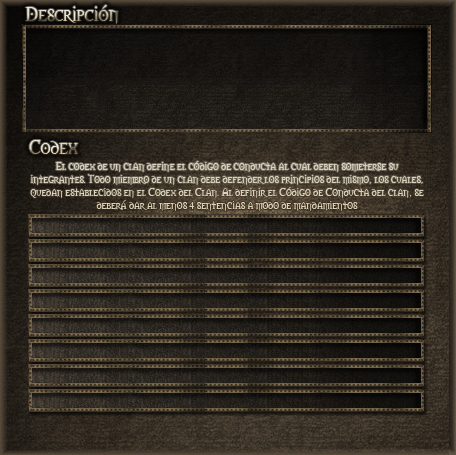 Descripción
Codex
El codex de un clan define el código de conducta al cual deben someterse su
integrantes. Todo miembro de un clan debe defender los principios del mismo, los cuales,
quedan establecidos en el Codex del Clan. Al definir el Código de Conducta del clan, se
deberá dar al menos 4 sentencias a modo de mandamientos